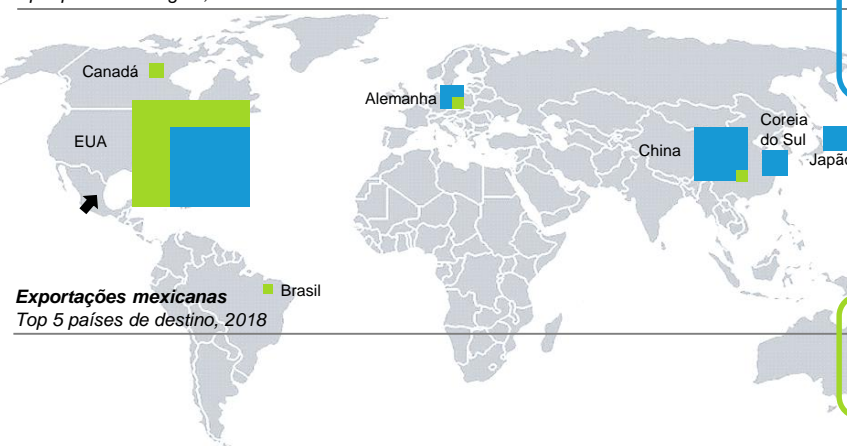 Canadá
EUA
Alemanha
China
Coreia
do Sul
Japão
Brasil
Exportações mexicanas
Top 5 países de destino, 2018